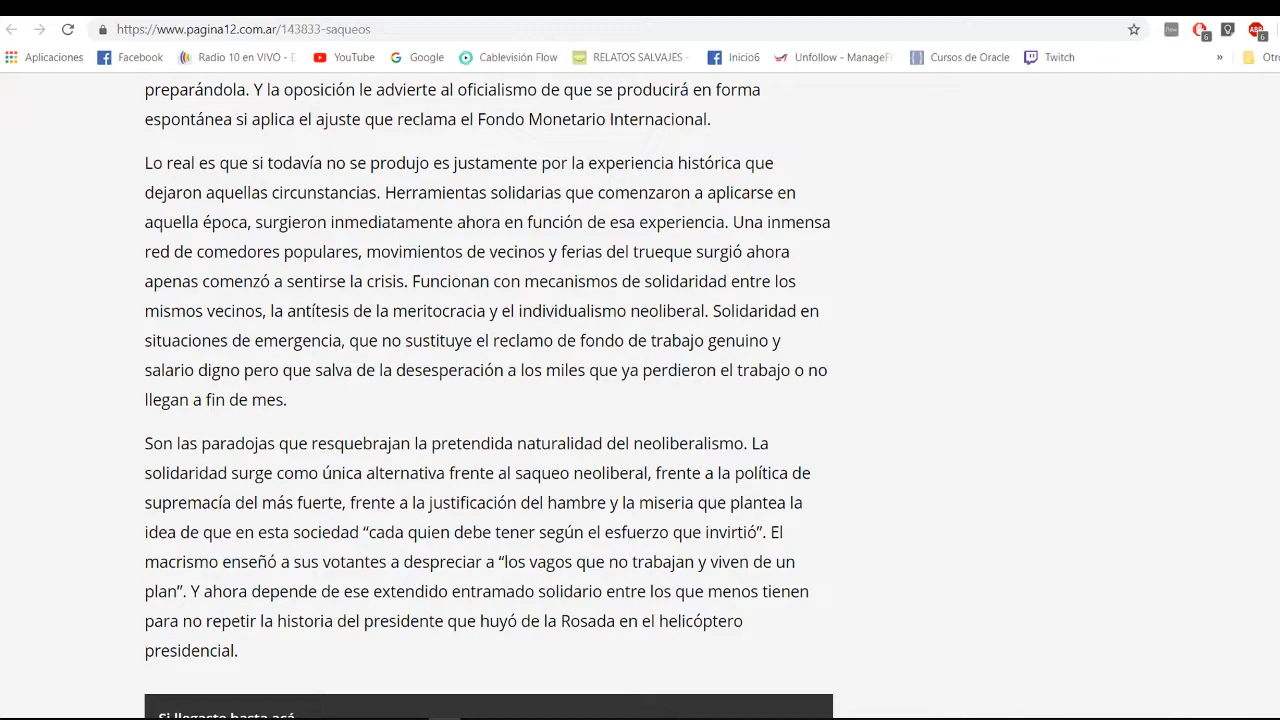 https://www.pagina12.com.ar/143833-saqueos
Aplicaciones Facebook Radio 10 en VIVO - E YouTube Google Cablevisión Flow RELATOS SALVAJES - Inicio6 Unfollow - ManageFl Cursos de Oracle Twitch » Otro
preparándola. Y la oposición le advierte al oficialismo de que se producirá en forma
espontánea si aplica el ajuste que reclama el Fondo Monetario Internacional.
Lo real es que si todavía no se produjo es justamente por la experiencia histórica que
dejaron aquellas circunstancias. Herramientas solidarias que comenzaron a aplicarse en
aquella época, surgieron inmediatamente ahora en función de esa experiencia. Una inmensa
red de comedores populares, movimientos de vecinos y ferias del trueque surgió ahora
apenas comenzó a sentirse la crisis. Funcionan con mecanismos de solidaridad entre los
mismos vecinos, la antítesis de la meritocracia y el individualismo neoliberal. Solidaridad en
situaciones de emergencia, que no sustituye el reclamo de fondo de trabajo genuino y
salario digno pero que salva de la desesperación a los miles que ya perdieron el trabajo o no
llegan a fin de mes.
Son las paradojas que resquebrajan la pretendida naturalidad del neoliberalismo. La
solidaridad surge como única alternativa frente al saqueo neoliberal, frente a la política de
supremacía del más fuerte, frente a la justificación del hambre y la miseria que plantea la
idea de que en esta sociedad “cada quien debe tener según el esfuerzo que invirtió”. El
macrismo enseñó a sus votantes a despreciar a “los vagos que no trabajan y viven de un
plan”. Y ahora depende de ese extendido entramado solidario entre los que menos tienen
para no repetir la historia del presidente que huyó de la Rosada en el helicóptero
presidencial.
Si llegaste hasta acá